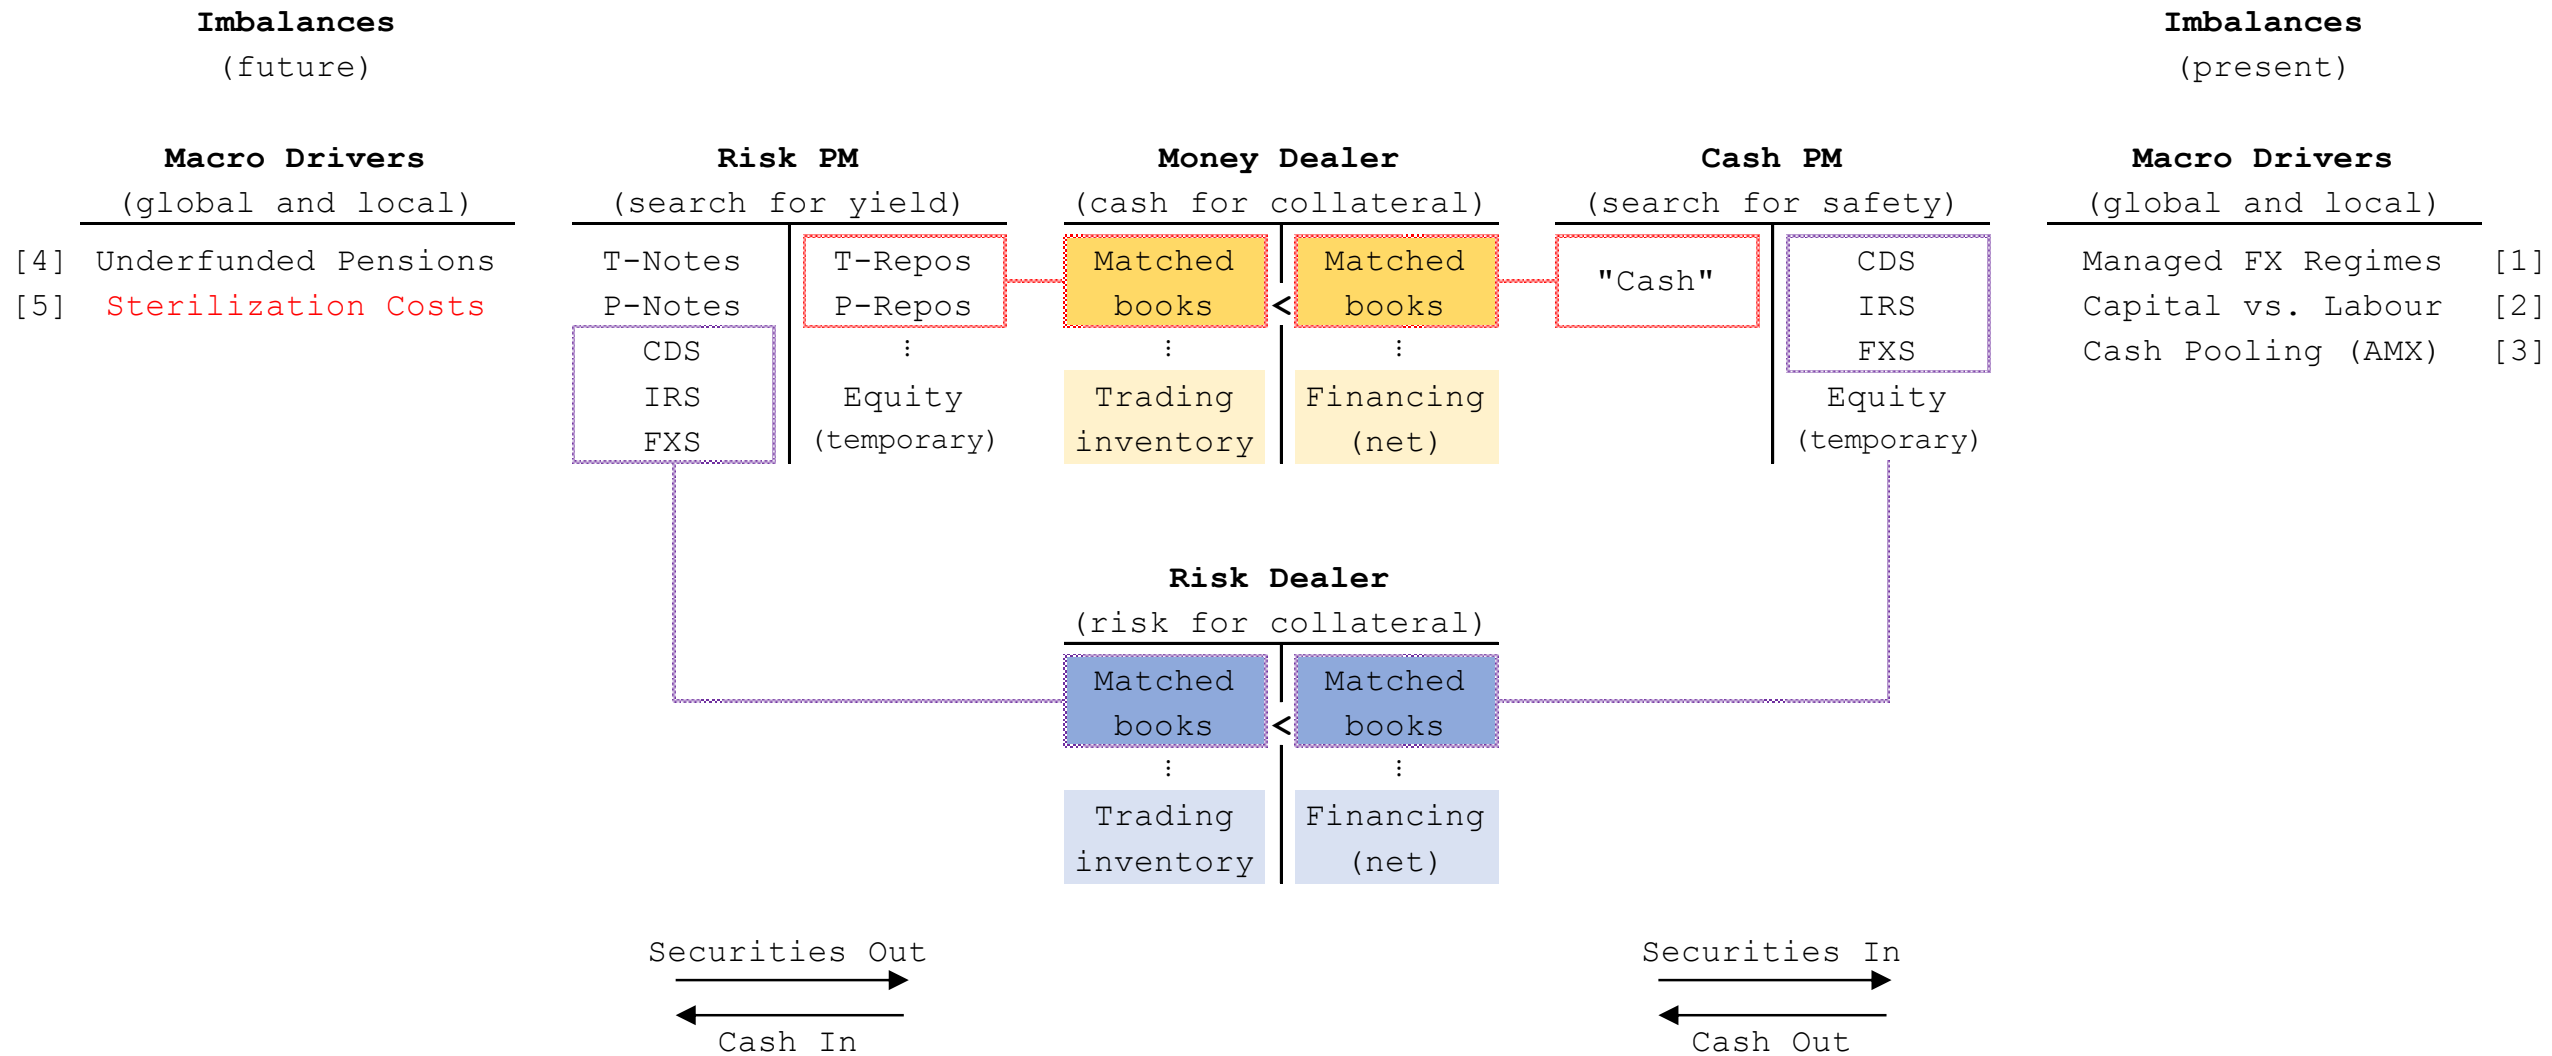 Imbalances
(future)
Imbalances
(present)
Macro Drivers
(global and local)
[4] Underfunded Pensions
[5] Sterilization Costs
Risk PM
(search for yield)
T-Notes
P-Notes
CDS
IRS
FXS
T-Repos
P-Repos
⋮
Equity
(temporary)
Money Dealer
(cash for collateral)
Matched
books
⋮
Trading
inventory
<
Matched
books
⋮
Financing
(net)
Cash PM
(search for safety)
"Cash"
CDS
IRS
FXS
Equity
(temporary)
Macro Drivers
(global and local)
Managed FX Regimes [1]
Capital vs. Labour [2]
Cash Pooling (AMX) [3]
Risk Dealer
(risk for collateral)
Matched
books
⋮
Trading
inventory
<
Matched
books
⋮
Financing
(net)
Securities Out
Cash In
Securities In
Cash Out